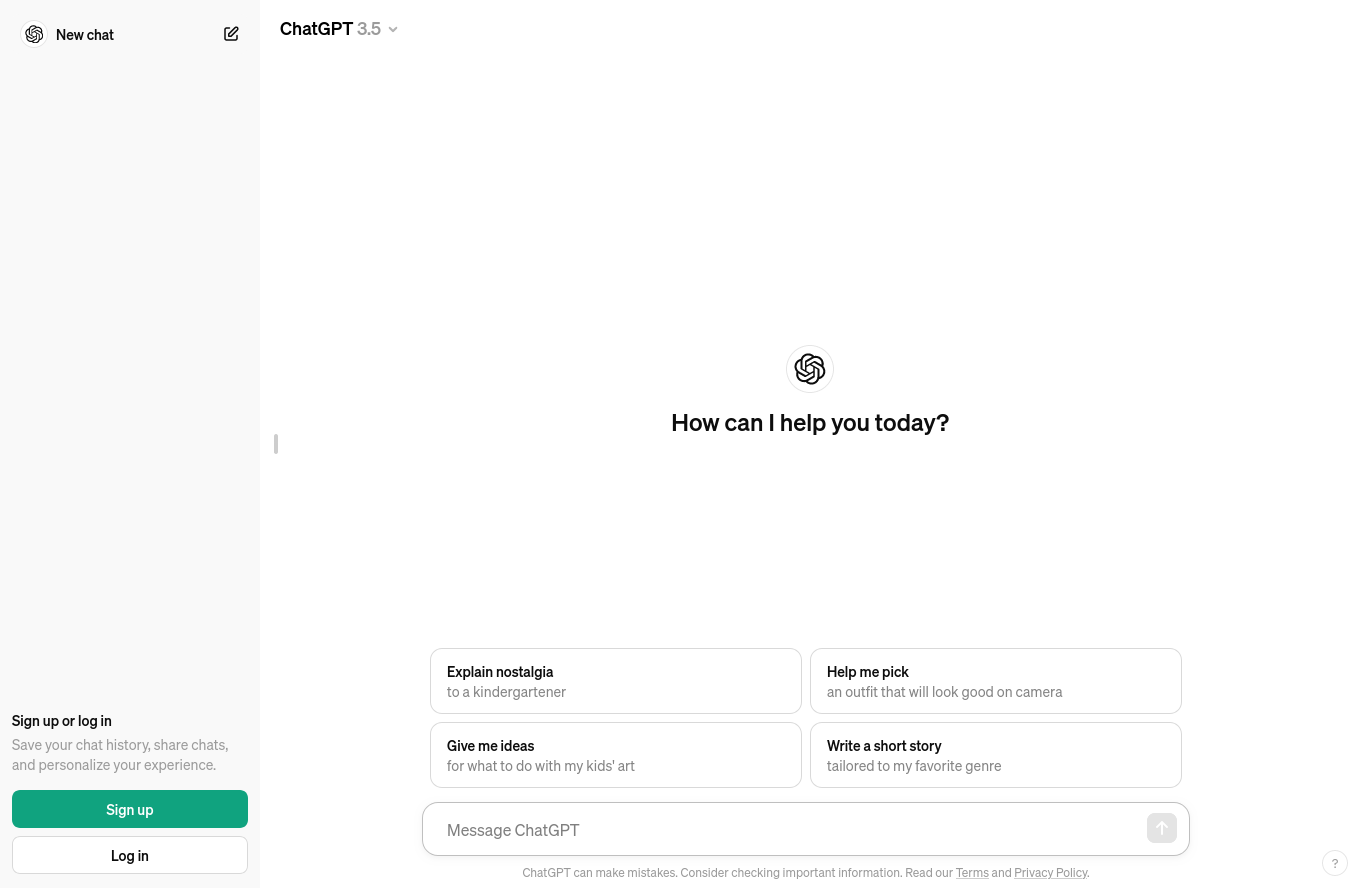 New chat
ChatGPT 3.5
How can I help you today?
Explain nostalgia
to a kindergartener
Help me pick
an outfit that will look good on camera
Give me ideas
for what to do with my kids' art
Write a short story
tailored to my favorite genre
Sign up or log in
Save your chat history, share chats,
and personalize your experience.
Sign up
Log in
Message ChatGPT
ChatGPT can make mistakes. Consider checking important information. Read our Terms and Privacy Policy.
?